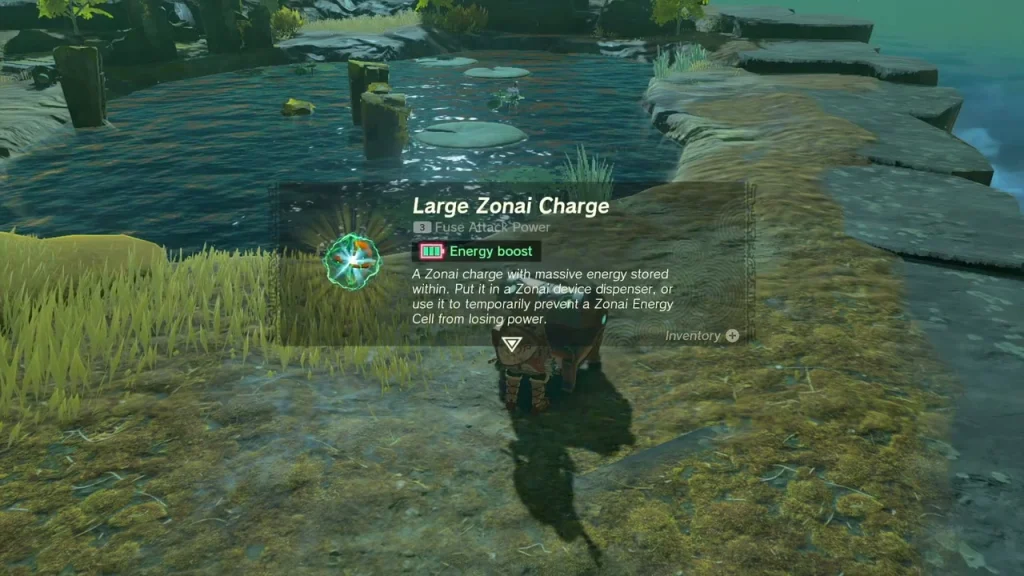 Large Zonai Charge
3 Fuse Attack Power
Energy boost
A Zonai charge with massive energy stored
within. Put it in a Zonai device dispenser, or
use it to temporarily prevent a Zonai Energy
Cell from losing power.
Inventory +